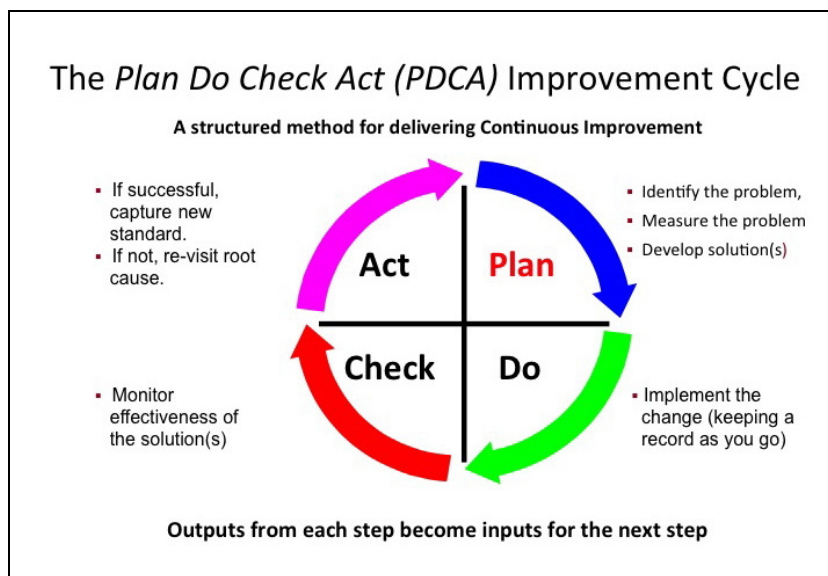 The Plan Do Check Act (PDCA) Improvement Cycle
A structured method for delivering Continuous Improvement
▪ If successful,
capture new
standard.
▪ If not, re-visit root
cause.
Act
Plan
▪ Identify the problem,
▪ Measure the problem
▪ Develop solution(s)
Check
Do
▪ Monitor
effectiveness of
the solution(s)
▪ Implement the
change (keeping a
record as you go)
Outputs from each step become inputs for the next step